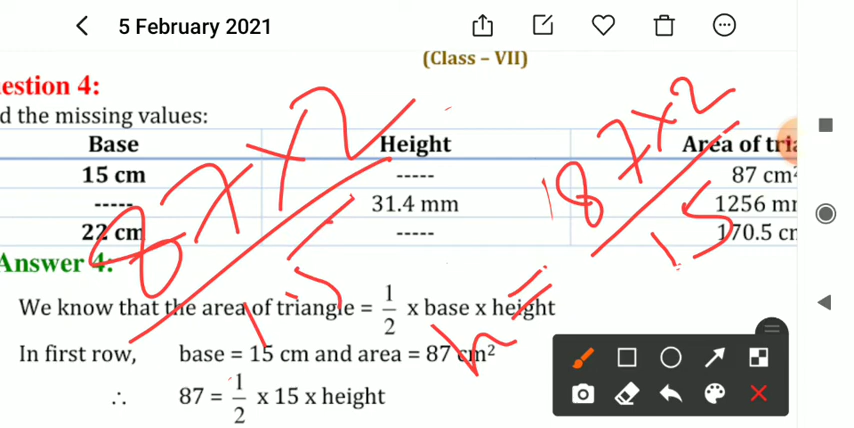 5 February 2021
(Class – VII)
estion 4:
d the missing values:
Base Height Area of tria
15 cm ----- 87 cm²
----- 31.4 mm 1256 m
22 cm ----- 170.5 c
Answer 4:
We know that the area of triangle = 1/2 x base x height
In first row, base = 15 cm and area = 87 cm²
∴ 87 = 1/2 x 15 x height
87 x 2
15
=
h =
87 x 2
15